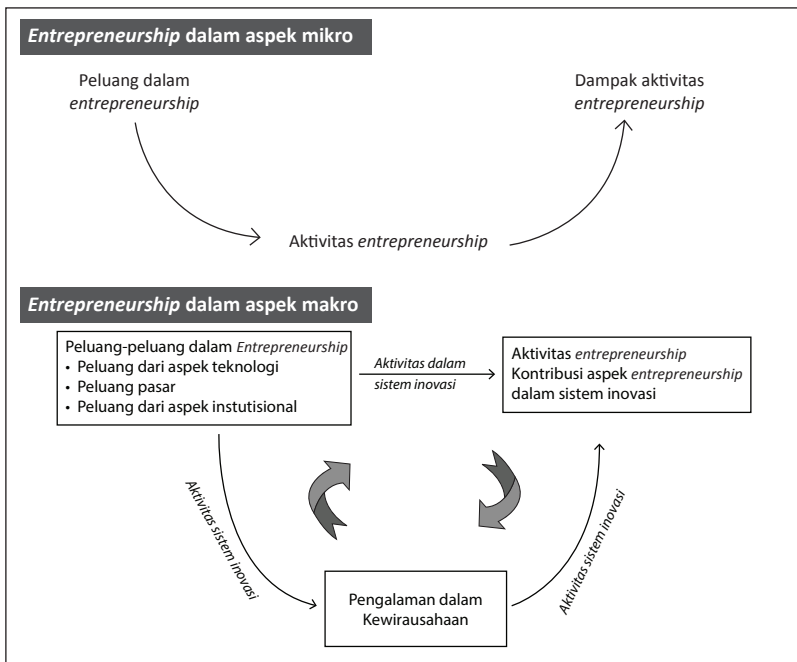 Entrepreneurship dalam aspek mikro
Peluang dalam
entrepreneurship
Dampak aktivitas
entrepreneurship
Aktivitas entrepreneurship
Entrepreneurship dalam aspek makro
Peluang-peluang dalam Entrepreneurship
• Peluang dari aspek teknologi
• Peluang pasar
• Peluang dari aspek instutisional
Aktivitas dalam
sistem inovasi
Aktivitas entrepreneurship
Kontribusi aspek entrepreneurship
dalam sistem inovasi
Aktivitas sistem inovasi
Aktivitas sistem inovasi
Pengalaman dalam
Kewirausahaan